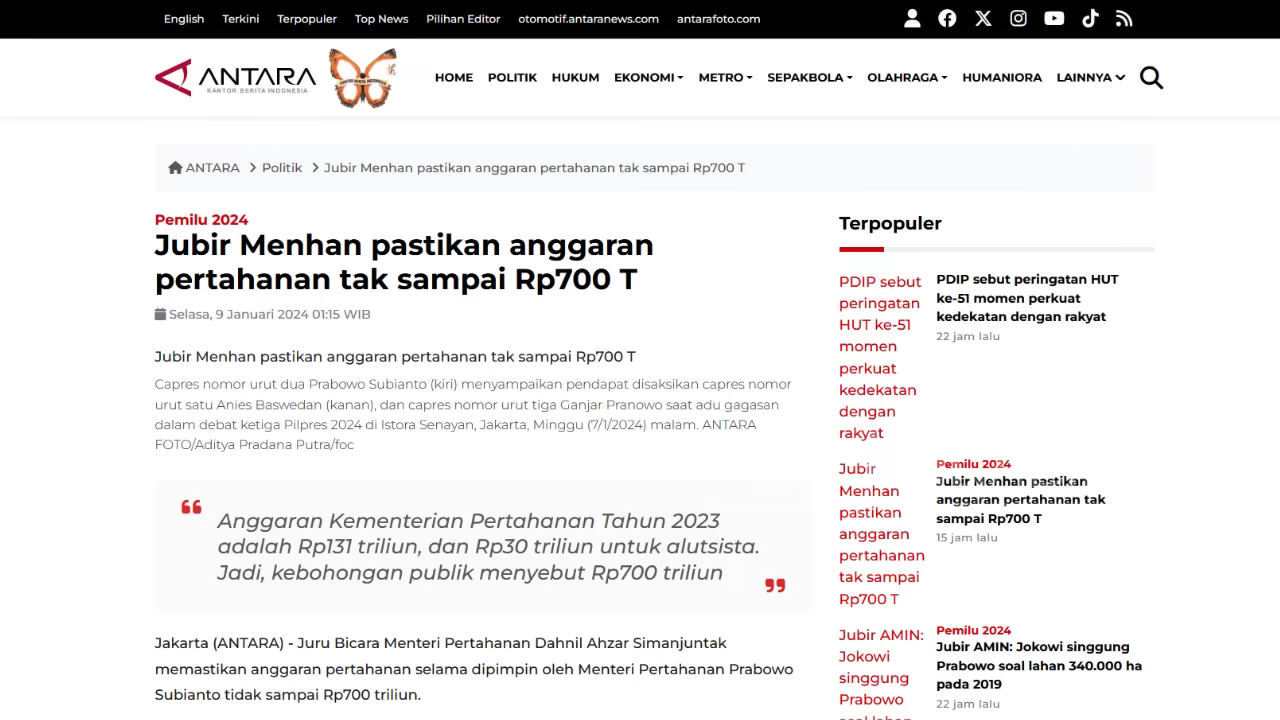 English Terkini Terpopuler Top News Pilihan Editor otomotif.antaranews.com antarafoto.com
ANTARA
KANTOR BERITA INDONESIA
HOME POLITIK HUKUM EKONOMI METRO SEPAKBOLA OLAHRAGA HUMANIORA LAINNYA
ANTARA Politik Jubir Menhan pastikan anggaran pertahanan tak sampai Rp700 T
Pemilu 2024
Jubir Menhan pastikan anggaran
pertahanan tak sampai Rp700 T
Selasa, 9 Januari 2024 01:15 WIB
Jubir Menhan pastikan anggaran pertahanan tak sampai Rp700 T
Capres nomor urut dua Prabowo Subianto (kiri) menyampaikan pendapat disaksikan capres nomor
urut satu Anies Baswedan (kanan), dan capres nomor urut tiga Ganjar Pranowo saat adu gagasan
dalam debat ketiga Pilpres 2024 di Istora Senayan, Jakarta, Minggu (7/1/2024) malam. ANTARA
FOTO/Aditya Pradana Putra/foc
“ Anggaran Kementerian Pertahanan Tahun 2023
adalah Rp131 triliun, dan Rp30 triliun untuk alutsista.
Jadi, kebohongan publik menyebut Rp700 triliun ”
Jakarta (ANTARA) - Juru Bicara Menteri Pertahanan Dahnil Ahzar Simanjuntak
memastikan anggaran pertahanan selama dipimpin oleh Menteri Pertahanan Prabowo
Subianto tidak sampai Rp700 triliun.
Terpopuler
PDIP sebut
peringatan
HUT ke-51
momen
perkuat
kedekatan
dengan
rakyat
PDIP sebut peringatan HUT
ke-51 momen perkuat
kedekatan dengan rakyat
22 jam lalu
Jubir
Menhan
pastikan
anggaran
pertahanan
tak sampai
Rp700 T
Pemilu 2024
Jubir Menhan pastikan
anggaran pertahanan tak
sampai Rp700 T
15 jam lalu
Jubir AMIN:
Jokowi
singgung
Prabowo
soal lahan
Pemilu 2024
Jubir AMIN: Jokowi singgung
Prabowo soal lahan 340.000 ha
pada 2019
22 jam lalu